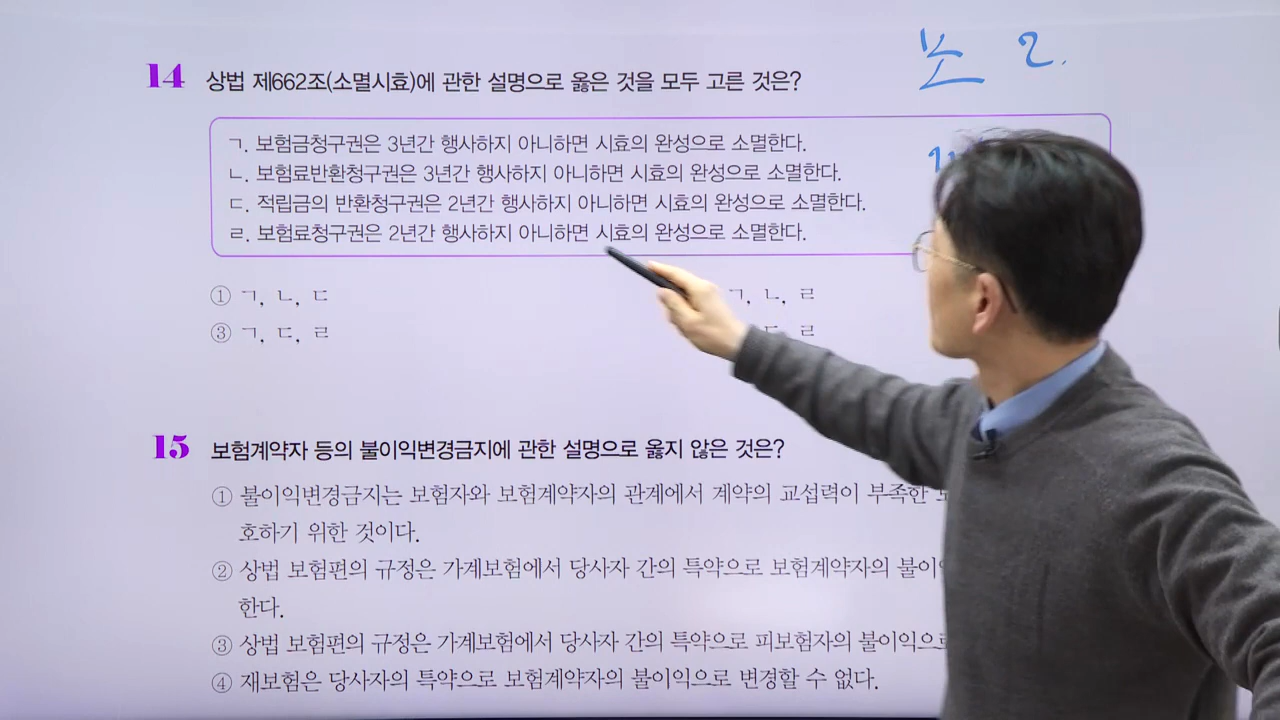 보 2.
14 상법 제662조(소멸시효)에 관한 설명으로 옳은 것을 모두 고른 것은?
ㄱ. 보험금청구권은 3년간 행사하지 아니하면 시효의 완성으로 소멸한다.
ㄴ. 보험료반환청구권은 3년간 행사하지 아니하면 시효의 완성으로 소멸한다.
ㄷ. 적립금의 반환청구권은 2년간 행사하지 아니하면 시효의 완성으로 소멸한다.
ㄹ. 보험료청구권은 2년간 행사하지 아니하면 시효의 완성으로 소멸한다.
① ㄱ, ㄴ, ㄷ ㄱ, ㄴ, ㄹ
③ ㄱ, ㄷ, ㄹ ㄷ, ㄹ
15 보험계약자 등의 불이익변경금지에 관한 설명으로 옳지 않은 것은?
① 불이익변경금지는 보험자와 보험계약자의 관계에서 계약의 교섭력이 부족한
호하기 위한 것이다.
② 상법 보험편의 규정은 가계보험에서 당사자 간의 특약으로 보험계약자의
한다.
③ 상법 보험편의 규정은 가계보험에서 당사자 간의 특약으로 피보험자의 불이익으로
④ 재보험은 당사자의 특약으로 보험계약자의 불이익으로 변경할 수 없다.